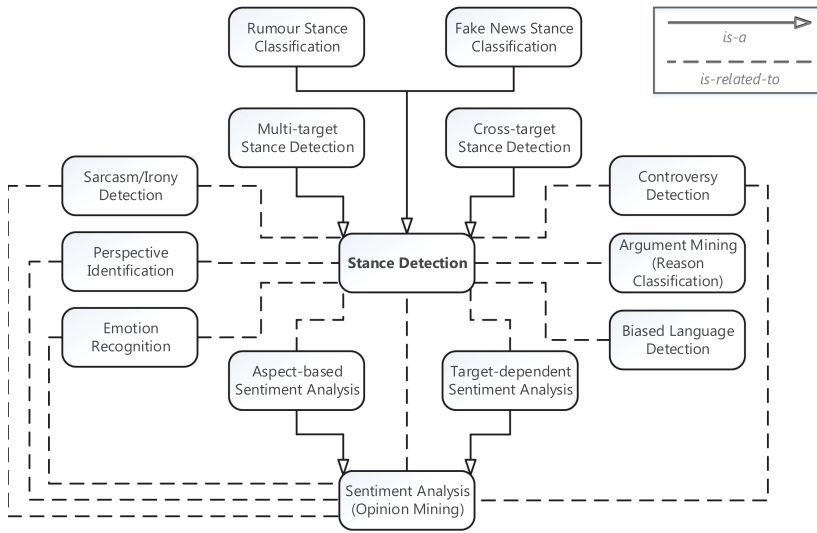 Rumour Stance
Classification
Fake News Stance
Classification
is-a
is-related-to
Multi-target
Stance Detection
Cross-target
Stance Detection
Sarcasm/Irony
Detection
Controversy
Detection
Perspective
Identification
Stance Detection
Argument Mining
(Reason
Classification)
Emotion
Recognition
Biased Language
Detection
Aspect-based
Sentiment Analysis
Target-dependent
Sentiment Analysis
Sentiment Analysis
(Opinion Mining)